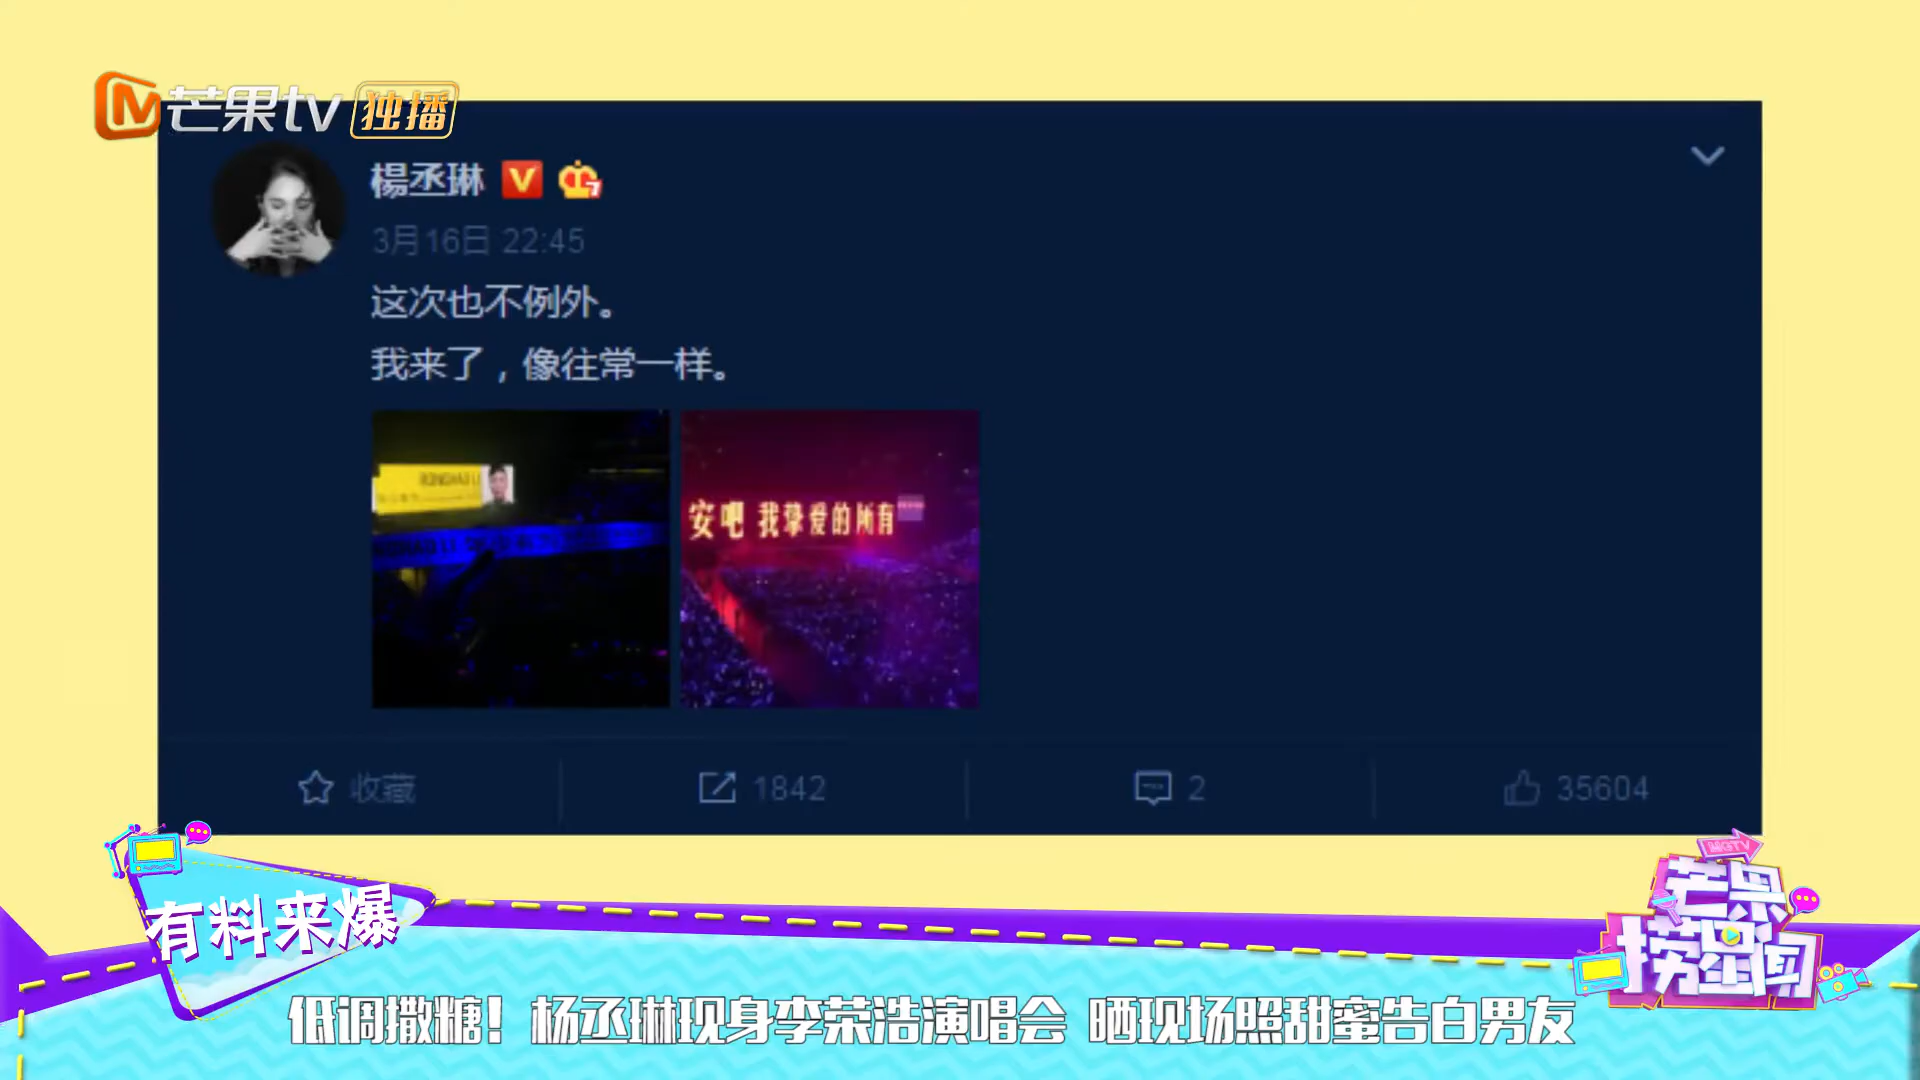 芒果tv 独播
楊丞琳
3月16日 22:45
这次也不例外。
我来了，像往常一样。
RONGHAO LI
安吧 我挚爱的所有
收藏
1842
2
35604
有料来爆
MGTV
芒果
捞星闻
低调撒糖！杨丞琳现身李荣浩演唱会 晒现场照甜蜜告白男友